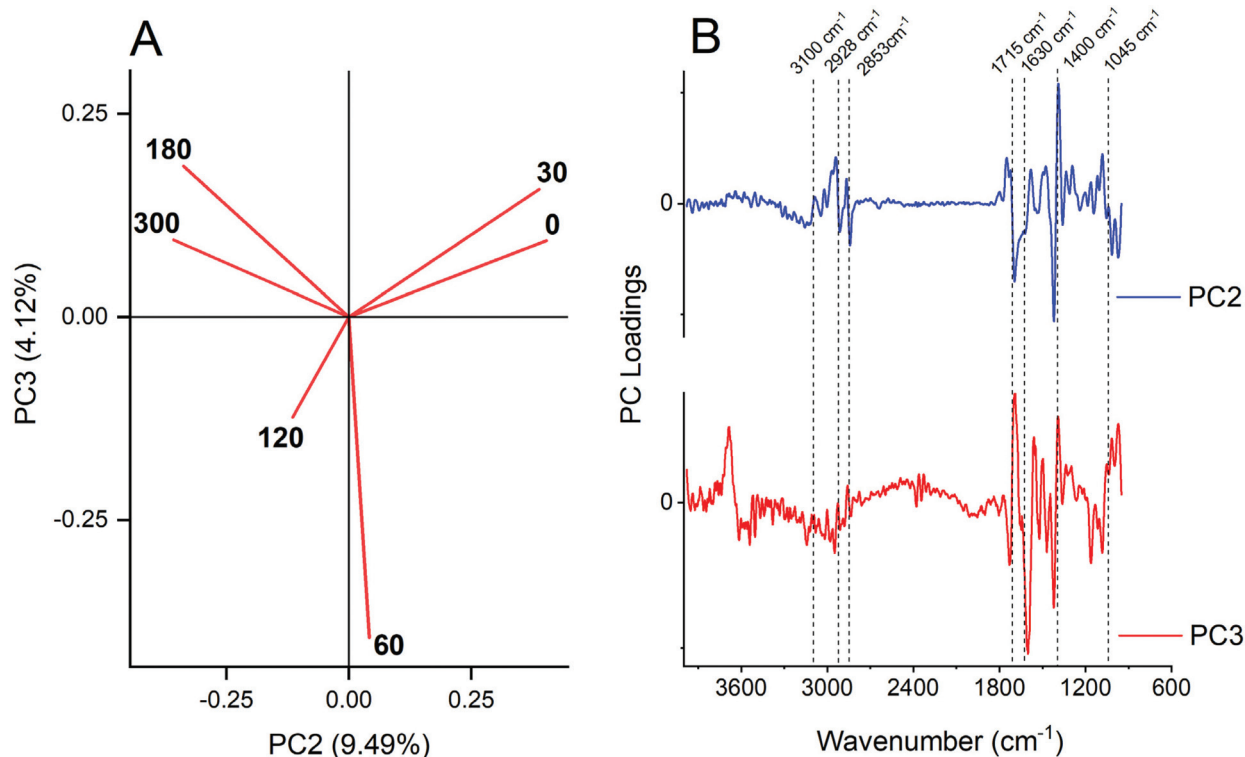 A
0.25
0.00
-0.25
PC3 (4.12%)
180
300
30
0
120
60
-0.25
0.00
0.25
PC2 (9.49%)
B
3100 cm⁻¹
2928 cm⁻¹
2853cm⁻¹
1715 cm⁻¹
1630 cm⁻¹
1400 cm⁻¹
1045 cm⁻¹
PC Loadings
0
PC2
0
PC3
3600
3000
2400
1800
1200
600
Wavenumber (cm⁻¹)